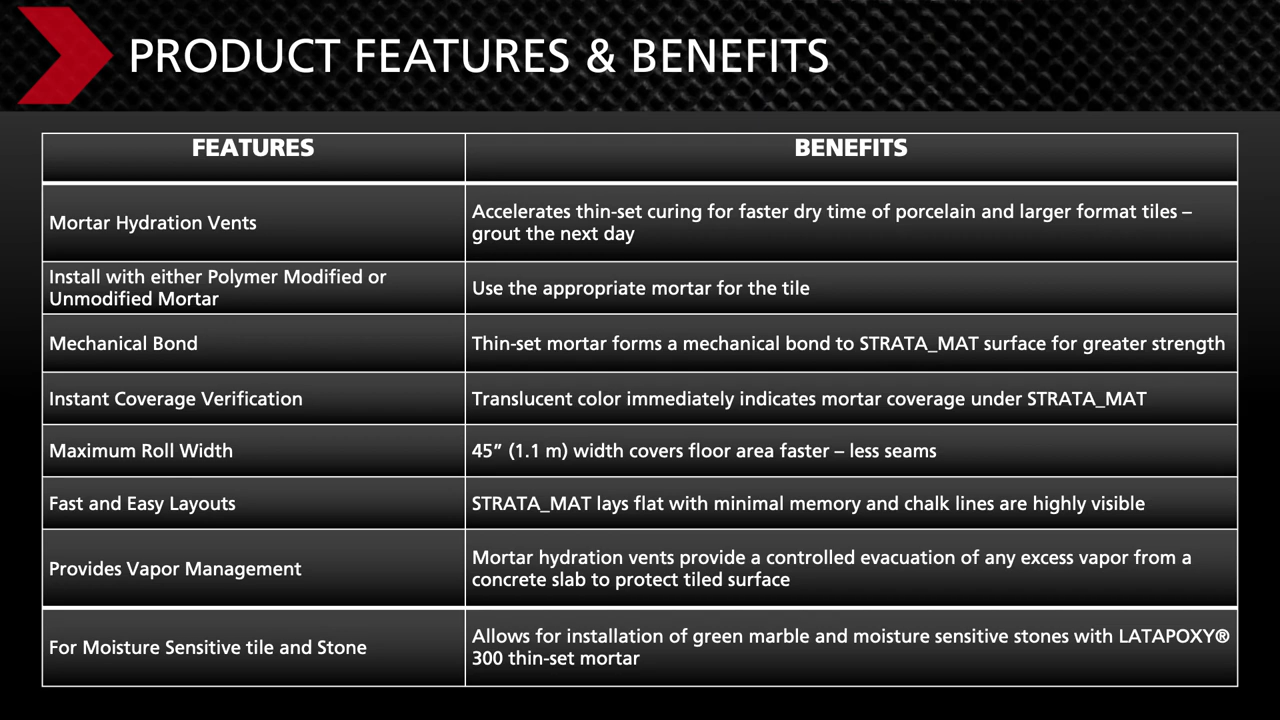 PRODUCT FEATURES & BENEFITS
FEATURES
BENEFITS
Mortar Hydration Vents
Accelerates thin-set curing for faster dry time of porcelain and larger format tiles –
grout the next day
Install with either Polymer Modified or
Unmodified Mortar
Use the appropriate mortar for the tile
Mechanical Bond
Thin-set mortar forms a mechanical bond to STRATA_MAT surface for greater strength
Instant Coverage Verification
Translucent color immediately indicates mortar coverage under STRATA_MAT
Maximum Roll Width
45” (1.1 m) width covers floor area faster – less seams
Fast and Easy Layouts
STRATA_MAT lays flat with minimal memory and chalk lines are highly visible
Provides Vapor Management
Mortar hydration vents provide a controlled evacuation of any excess vapor from a
concrete slab to protect tiled surface
For Moisture Sensitive tile and Stone
Allows for installation of green marble and moisture sensitive stones with LATAPOXY®
300 thin-set mortar